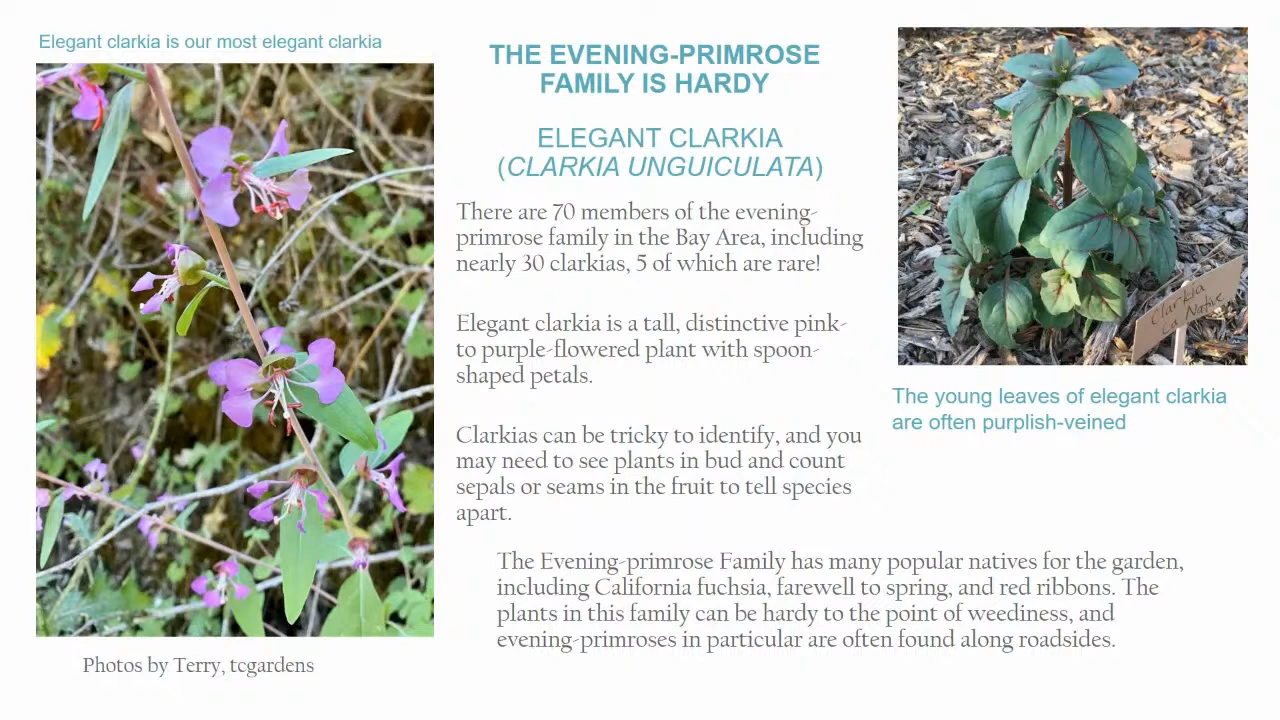 Elegant clarkia is our most elegant clarkia
THE EVENING-PRIMROSE
FAMILY IS HARDY
ELEGANT CLARKIA
(CLARKIA UNGUICULATA)
There are 70 members of the evening-
primrose family in the Bay Area, including
nearly 30 clarkias, 5 of which are rare!
Elegant clarkia is a tall, distinctive pink-
to purple-flowered plant with spoon-
shaped petals.
Clarkias can be tricky to identify, and you
may need to see plants in bud and count
sepals or seams in the fruit to tell species
apart.
Clarkia
Ca Native
The young leaves of elegant clarkia
are often purplish-veined
The Evening-primrose Family has many popular natives for the garden,
including California fuchsia, farewell to spring, and red ribbons. The
plants in this family can be hardy to the point of weediness, and
evening-primroses in particular are often found along roadsides.
Photos by Terry, tcgardens